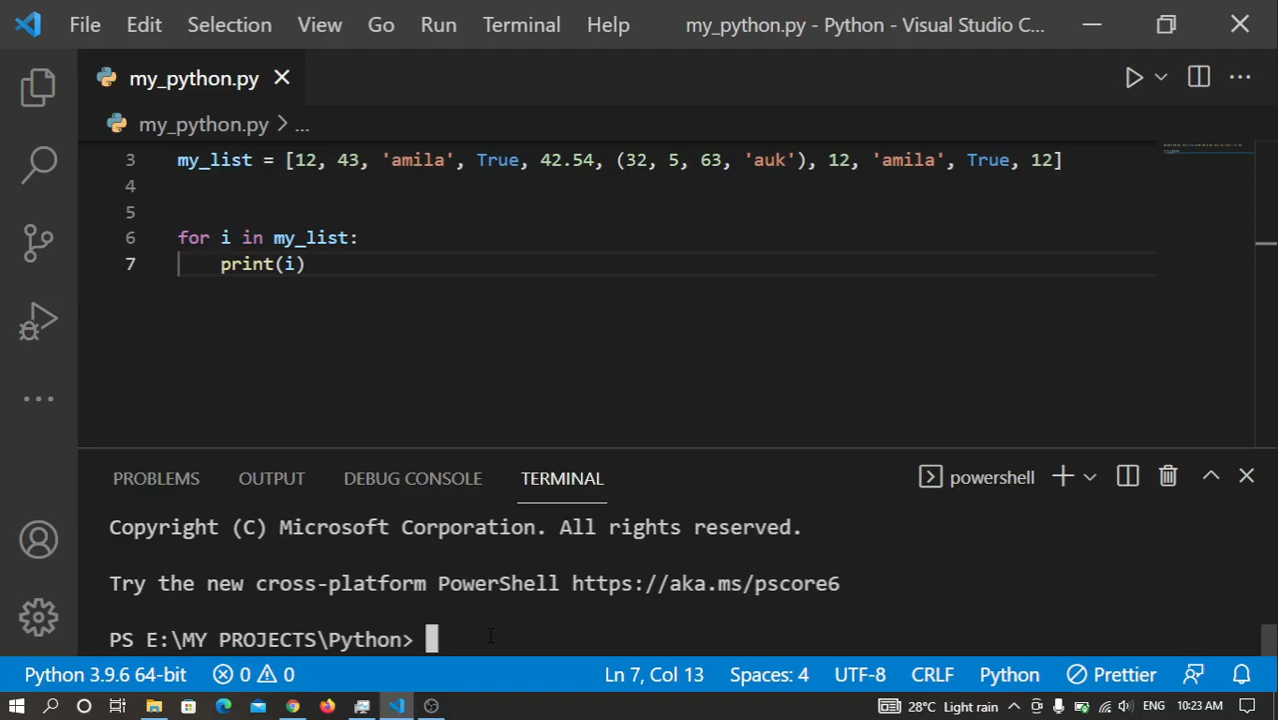 File Edit Selection View Go Run Terminal Help my_python.py - Python - Visual Studio C...
my_python.py
my_python.py > ...
3 my_list = [12, 43, 'amila', True, 42.54, (32, 5, 63, 'auk'), 12, 'amila', True, 12]
4
5
6 for i in my_list:
7 print(i)
PROBLEMS OUTPUT DEBUG CONSOLE TERMINAL powershell
Copyright (C) Microsoft Corporation. All rights reserved.
Try the new cross-platform PowerShell https://aka.ms/pscore6
PS E:\MY PROJECTS\Python>
Python 3.9.6 64-bit 0 0 Ln 7, Col 13 Spaces: 4 UTF-8 CRLF Python Prettier
28°C Light rain ENG 10:23 AM